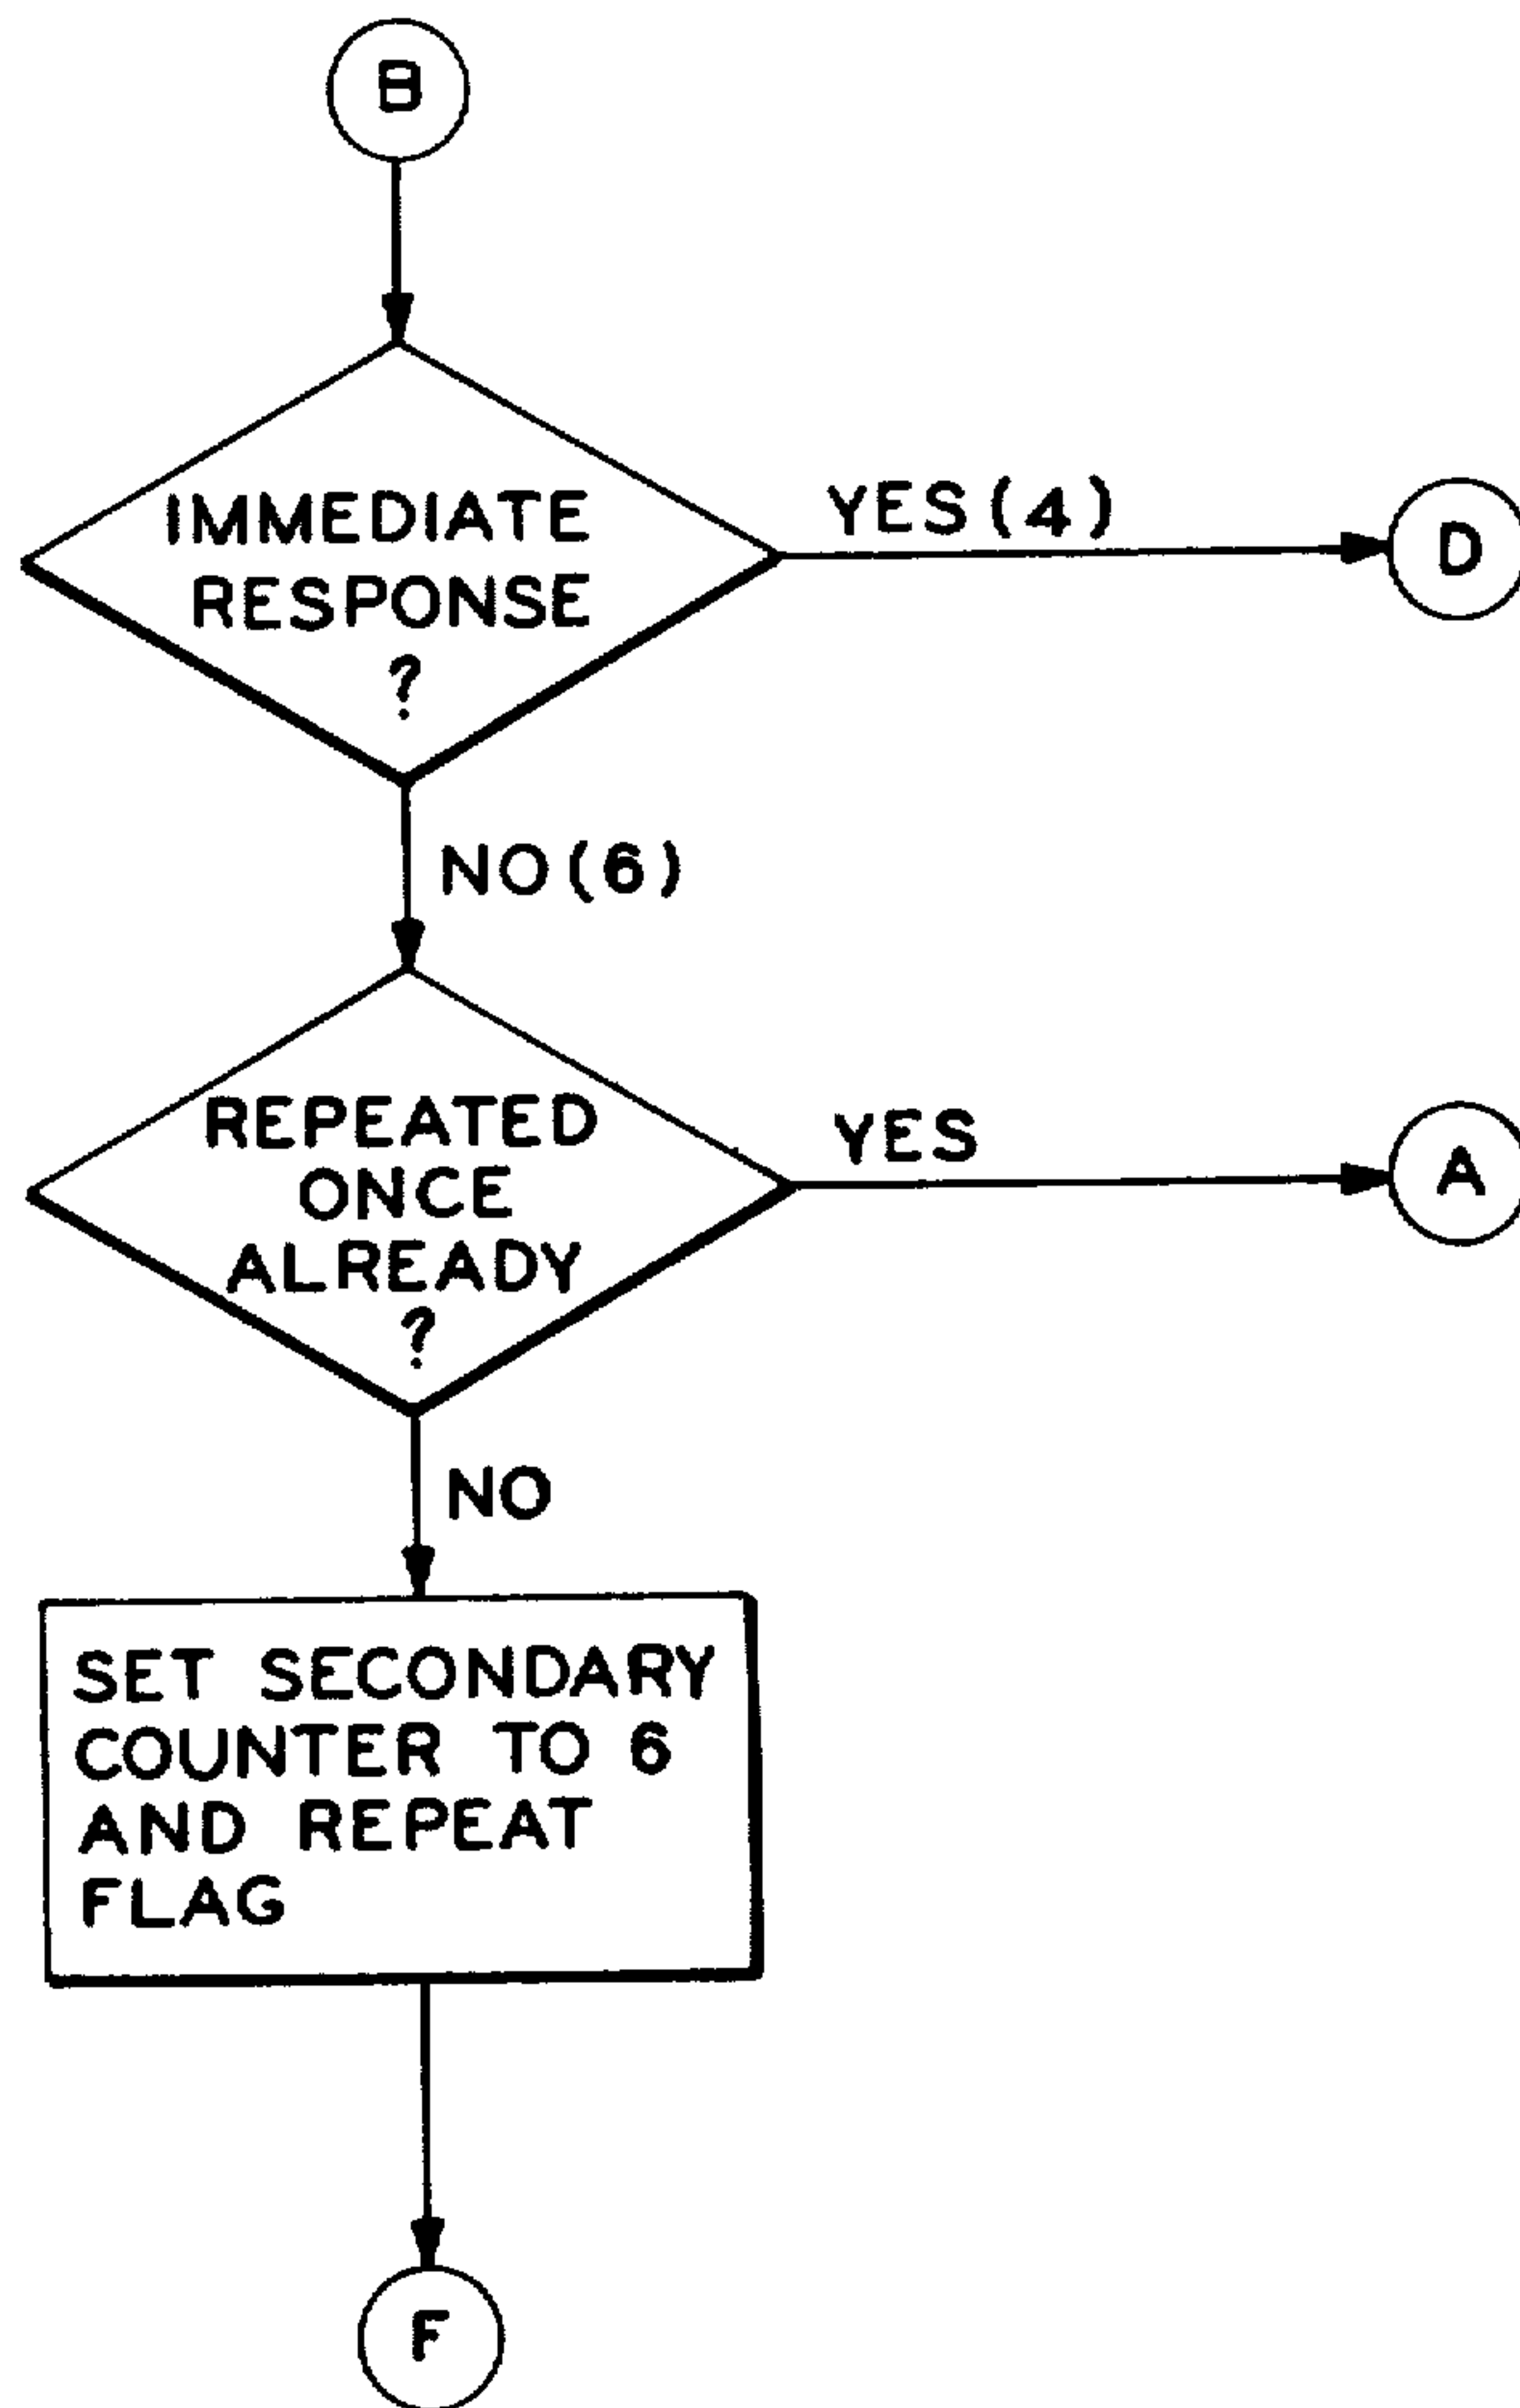 B
IMMEDIATE
RESPONSE
?
YES(4)
D
NO(6)
REPEATED
ONCE
ALREADY
?
YES
A
NO
SET SECONDARY
COUNTER TO 6
AND REPEAT
FLAG
F